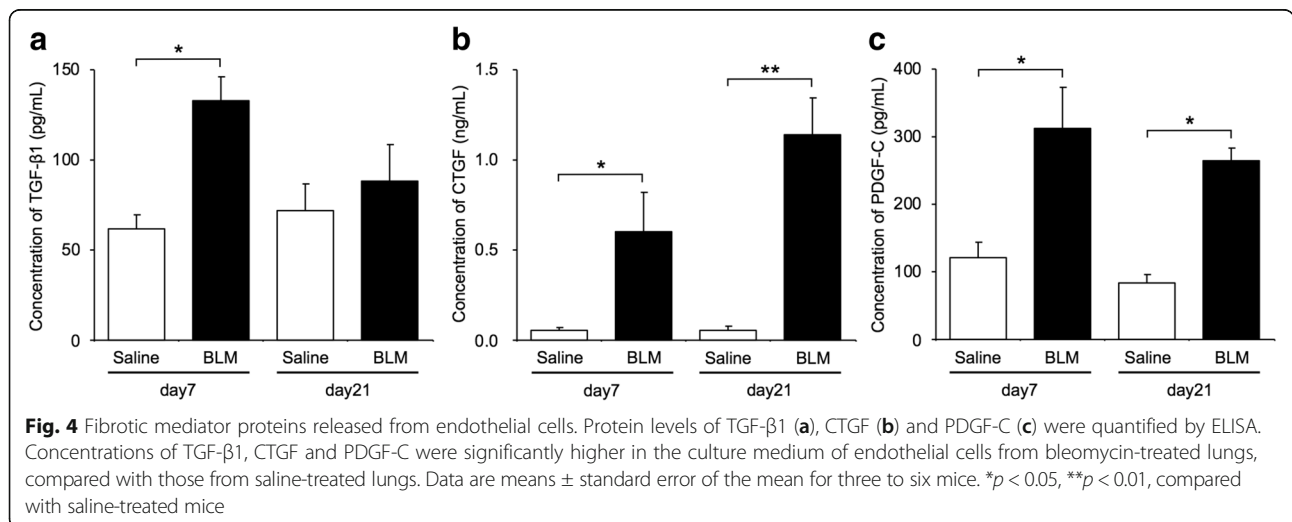 a
*
150
100
50
0
Concentration of TGF-β1 (pg/mL)
Saline BLM Saline BLM
day7 day21
b
**
*
1.5
1.0
0.5
0.0
Concentration of CTGF (ng/mL)
Saline BLM Saline BLM
day7 day21
c
*
*
400
300
200
100
0
Concentration of PDGF-C (pg/mL)
Saline BLM Saline BLM
day7 day21
Fig. 4 Fibrotic mediator proteins released from endothelial cells. Protein levels of TGF-β1 (a), CTGF (b) and PDGF-C (c) were quantified by ELISA.
Concentrations of TGF-β1, CTGF and PDGF-C were significantly higher in the culture medium of endothelial cells from bleomycin-treated lungs,
compared with those from saline-treated lungs. Data are means ± standard error of the mean for three to six mice. *p < 0.05, **p < 0.01, compared
with saline-treated mice